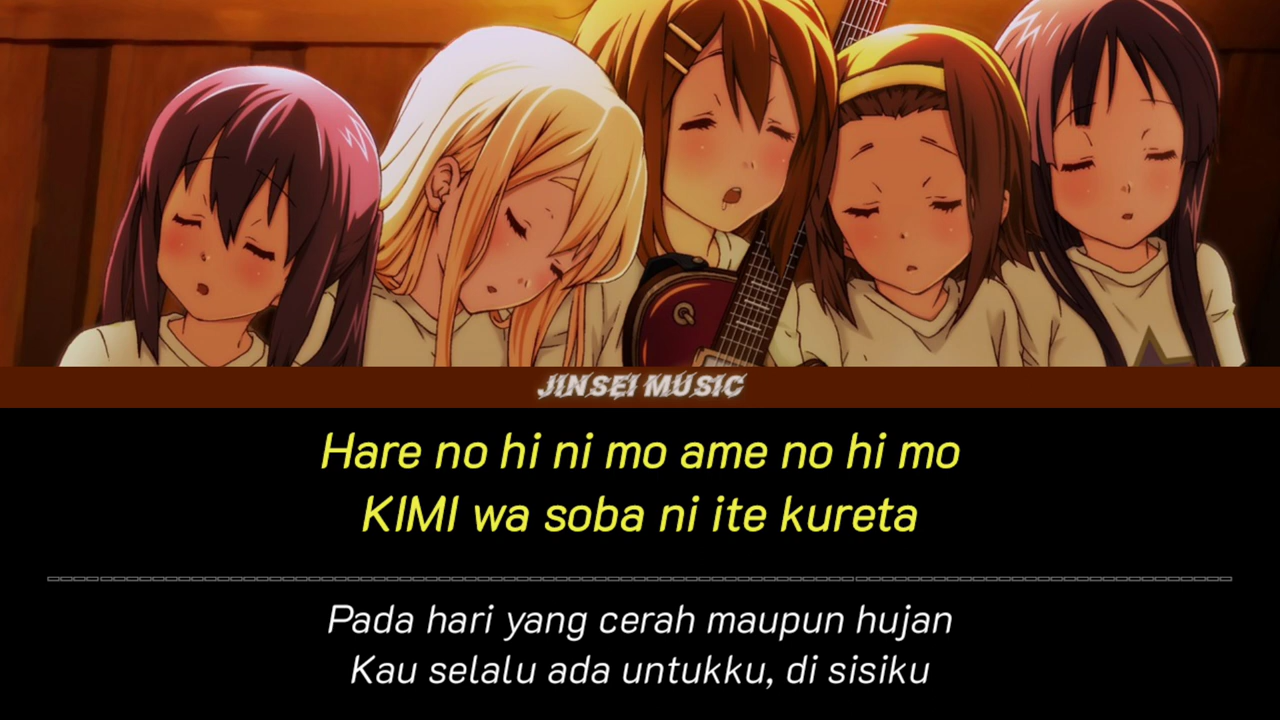 JINSEI MUSIC
Hare no hi ni mo ame no hi mo
KIMI wa soba ni ite kureta
Pada hari yang cerah maupun hujan
Kau selalu ada untukku, di sisiku